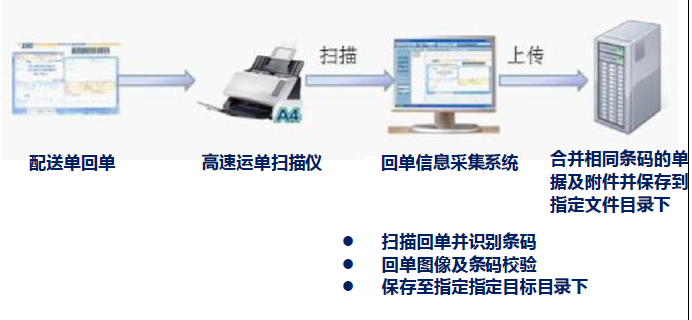 扫描
上传
A4
配送单回单
高速运单扫描仪
回单信息采集系统
合并相同条码的单
据及附件并保存到
指定文件目录下
扫描回单并识别条码
回单图像及条码校验
保存至指定指定目标目录下